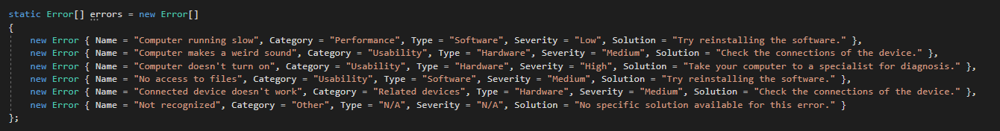 static Error[] errors = new Error[]
{
    new Error { Name = "Computer running slow", Category = "Performance", Type = "Software", Severity = "Low", Solution = "Try reinstalling the software." },
    new Error { Name = "Computer makes a weird sound", Category = "Usability", Type = "Hardware", Severity = "Medium", Solution = "Check the connections of the device." },
    new Error { Name = "Computer doesn't turn on", Category = "Usability", Type = "Hardware", Severity = "High", Solution = "Take your computer to a specialist for diagnosis." },
    new Error { Name = "No access to files", Category = "Usability", Type = "Software", Severity = "Medium", Solution = "Try reinstalling the software." },
    new Error { Name = "Connected device doesn't work", Category = "Related devices", Type = "Hardware", Severity = "Medium", Solution = "Check the connections of the device." },
    new Error { Name = "Not recognized", Category = "Other", Type = "N/A", Severity = "N/A", Solution = "No specific solution available for this error." }
};